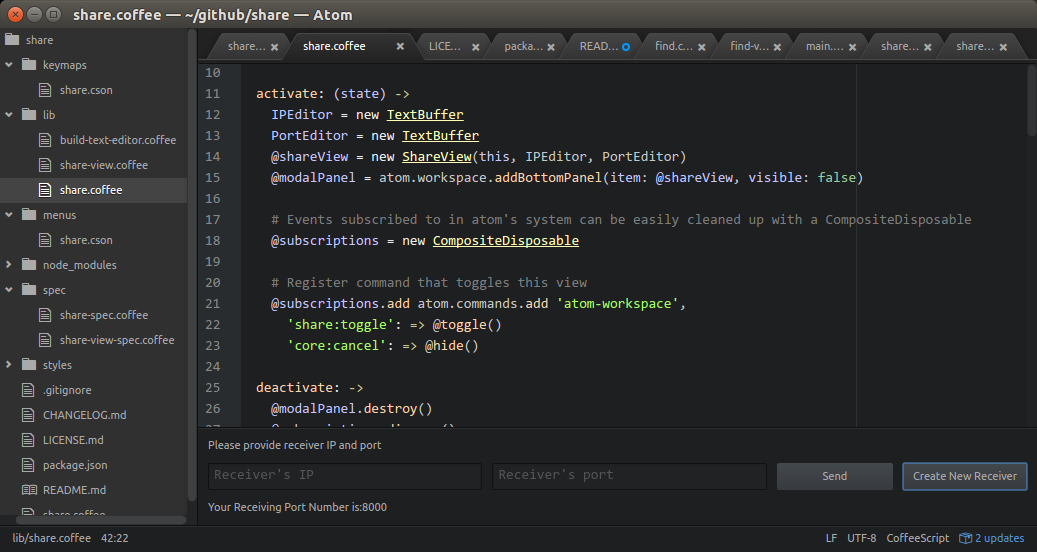 share.coffee — ~/github/share — Atom
share
keymaps
share.cson
lib
build-text-editor.coffee
share-view.coffee
share.coffee
menus
share.cson
node_modules
spec
share-spec.coffee
share-view-spec.coffee
styles
.gitignore
CHANGELOG.md
LICENSE.md
package.json
README.md
share.coffee
share... share.coffee LICE... packa... READ... find.c... find-v... main.... share... share...
10
11 activate: (state) ->
12 IPEditor = new TextBuffer
13 PortEditor = new TextBuffer
14 @shareView = new ShareView(this, IPEditor, PortEditor)
15 @modalPanel = atom.workspace.addBottomPanel(item: @shareView, visible: false)
16
17 # Events subscribed to in atom's system can be easily cleaned up with a CompositeDisposable
18 @subscriptions = new CompositeDisposable
19
20 # Register command that toggles this view
21 @subscriptions.add atom.commands.add 'atom-workspace',
22 'share:toggle': => @toggle()
23 'core:cancel': => @hide()
24
25 deactivate: ->
26 @modalPanel.destroy()
Please provide receiver IP and port
Receiver's IP Receiver's port Send Create New Receiver
Your Receiving Port Number is:8000
lib/share.coffee 42:22 LF UTF-8 CoffeeScript 2 updates